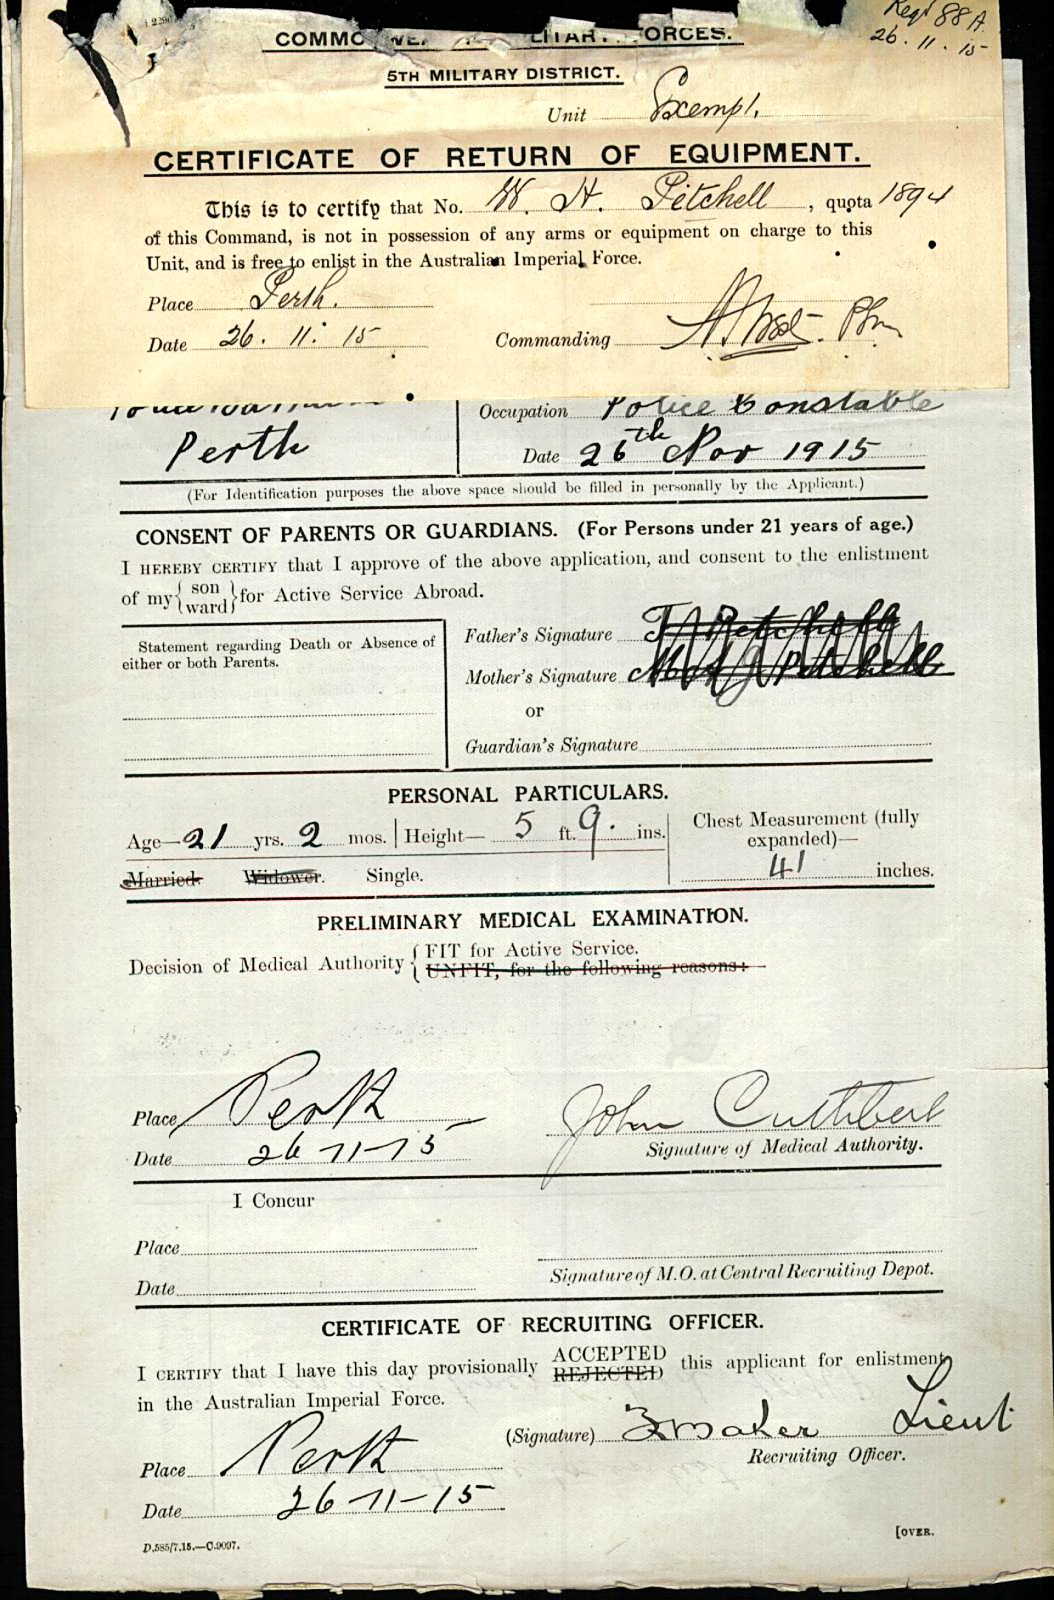 Regt 88A
26. 11. 15
COMMONWEALTH MILITARY FORCES.
5TH MILITARY DISTRICT.
Unit Exempt.
CERTIFICATE OF RETURN OF EQUIPMENT.
This is to certify that No. W. H. Petchell, quota 1894
of this Command, is not in possession of any arms or equipment on charge to this
Unit, and is free to enlist in the Australian Imperial Force.
Place Perth.
Date 26. 11. 15
Commanding
Occupation Police Constable
Perth
Date 26th Nov 1915
(For Identification purposes the above space should be filled in personally by the Applicant.)
CONSENT OF PARENTS OR GUARDIANS. (For Persons under 21 years of age.)
I HEREBY CERTIFY that I approve of the above application, and consent to the enlistment
of my { son ward } for Active Service Abroad.
Statement regarding Death or Absence of
either or both Parents.
Father's Signature Petchell
Mother's Signature Petchell
or
Guardian's Signature
PERSONAL PARTICULARS.
Age—21 yrs. 2 mos. Height— 5 ft. 9. ins.
Chest Measurement (fully
expanded)—
41 inches.
Married. Widower. Single.
PRELIMINARY MEDICAL EXAMINATION.
Decision of Medical Authority { FIT for Active Service.
UNFIT, for the following reasons:
Place Perth
John Cuthbert
Signature of Medical Authority.
Date 26-11-15
I Concur
Place
Date
Signature of M.O. at Central Recruiting Depot.
CERTIFICATE OF RECRUITING OFFICER.
I CERTIFY that I have this day provisionally ACCEPTED REJECTED this applicant for enlistment
in the Australian Imperial Force.
(Signature) Lieut
Recruiting Officer.
Place Perth
Date 26-11-15
[OVER.
D.585/7.15.—C.9097.